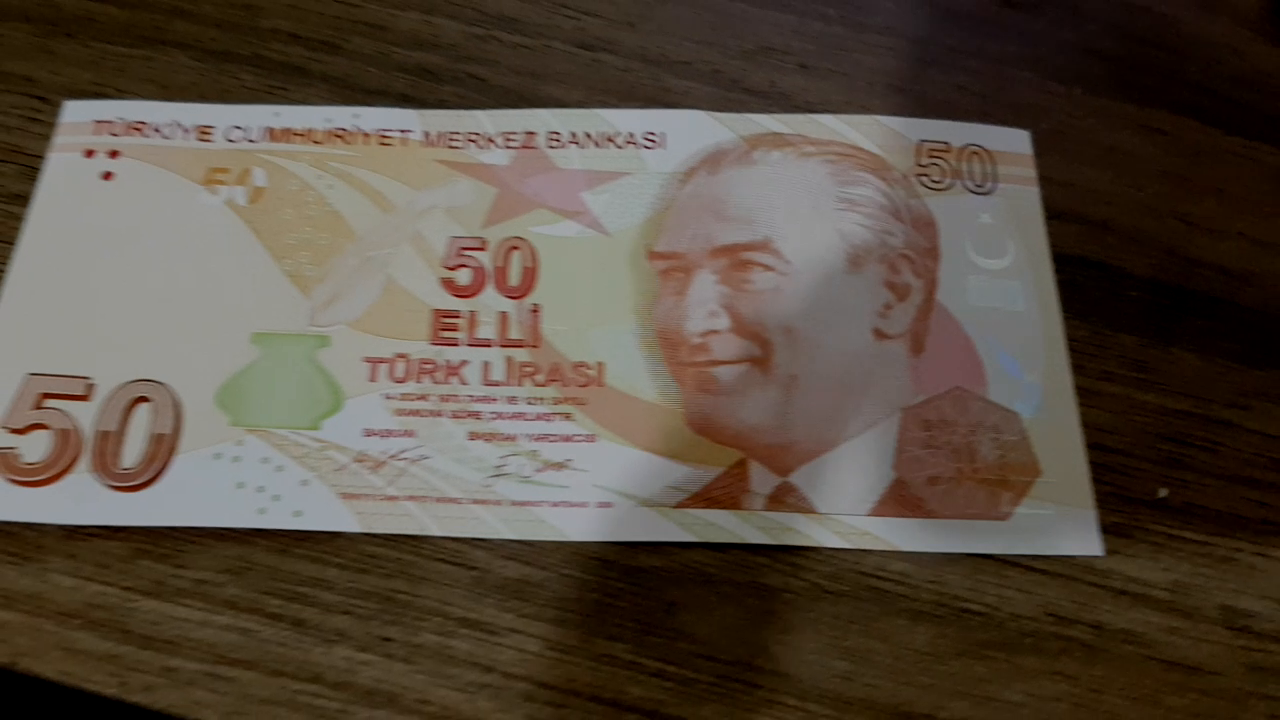 TÜRKİYE CUMHURİYET MERKEZ BANKASI
50
50
50
ELLİ
TÜRK LİRASI
50
BAŞKAN BAŞKAN YARDIMCISI